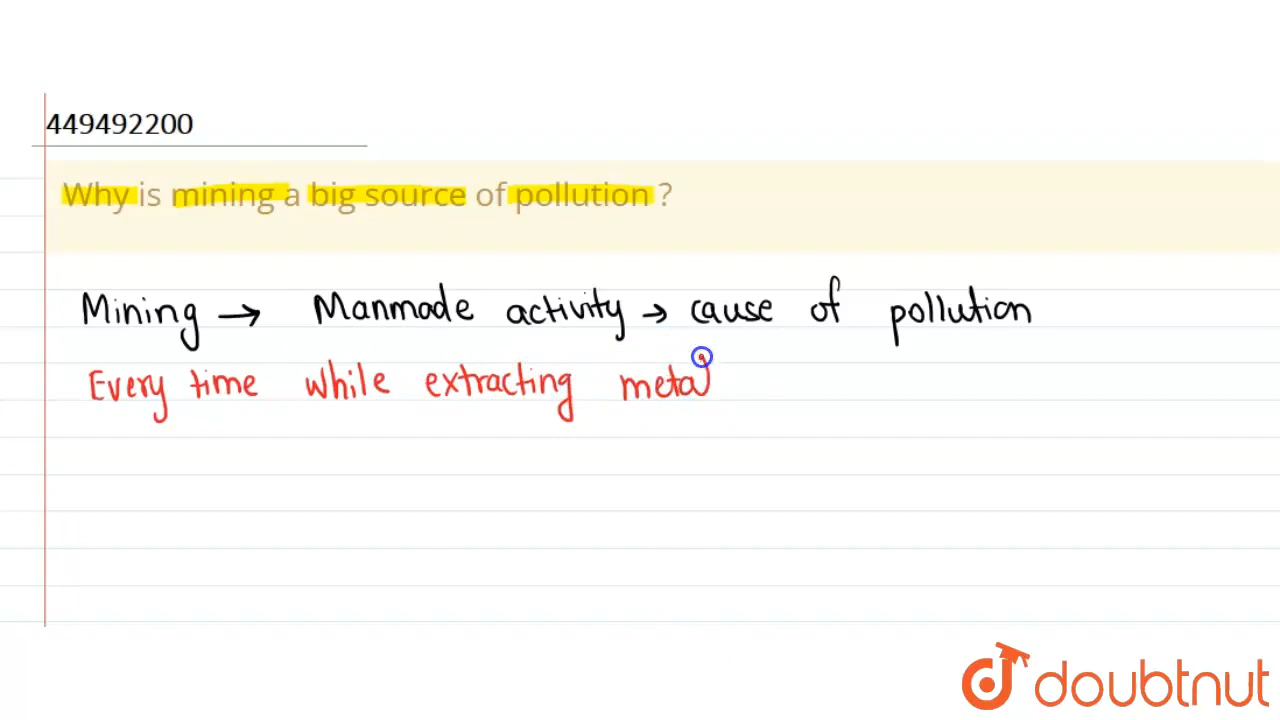 449492200
Why is mining a big source of pollution ?
Mining → Manmade activity → cause of pollution
Every time while extracting metal
doubtnut